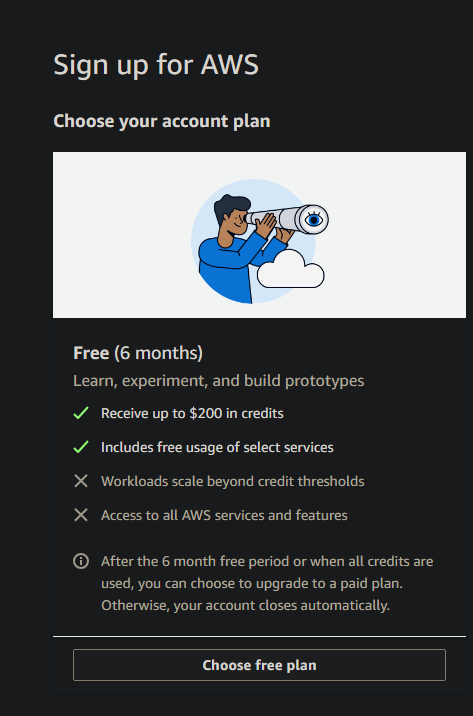 Sign up for AWS
Choose your account plan
Free (6 months)
Learn, experiment, and build prototypes
Receive up to $200 in credits
Includes free usage of select services
Workloads scale beyond credit thresholds
Access to all AWS services and features
After the 6 month free period or when all credits are
used, you can choose to upgrade to a paid plan.
Otherwise, your account closes automatically.
Choose free plan